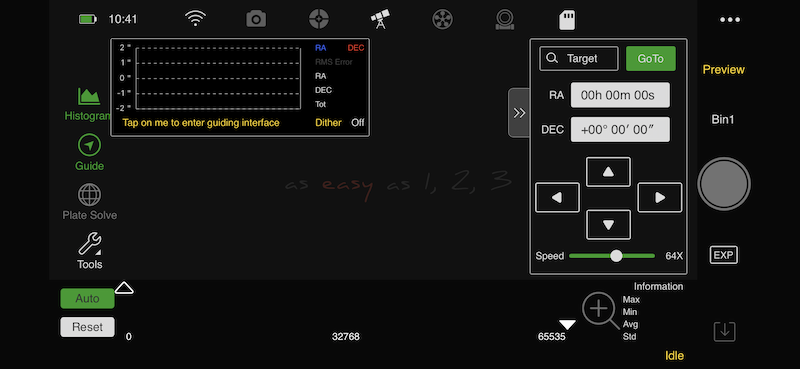 10:41
2 "
1 "
0 "
-1 "
-2 "
RA DEC
RMS Error
RA
DEC
Tot
Tap on me to enter guiding interface Dither Off
Histogram
Guide
Plate Solve
Tools
as easy as 1, 2, 3
Target GoTo
RA 00h 00m 00s
DEC +00° 00′ 00″
Speed 64X
Preview
Bin1
EXP
Auto
Reset
0 32768 65535
Information
Max
Min
Avg
Std
Idle